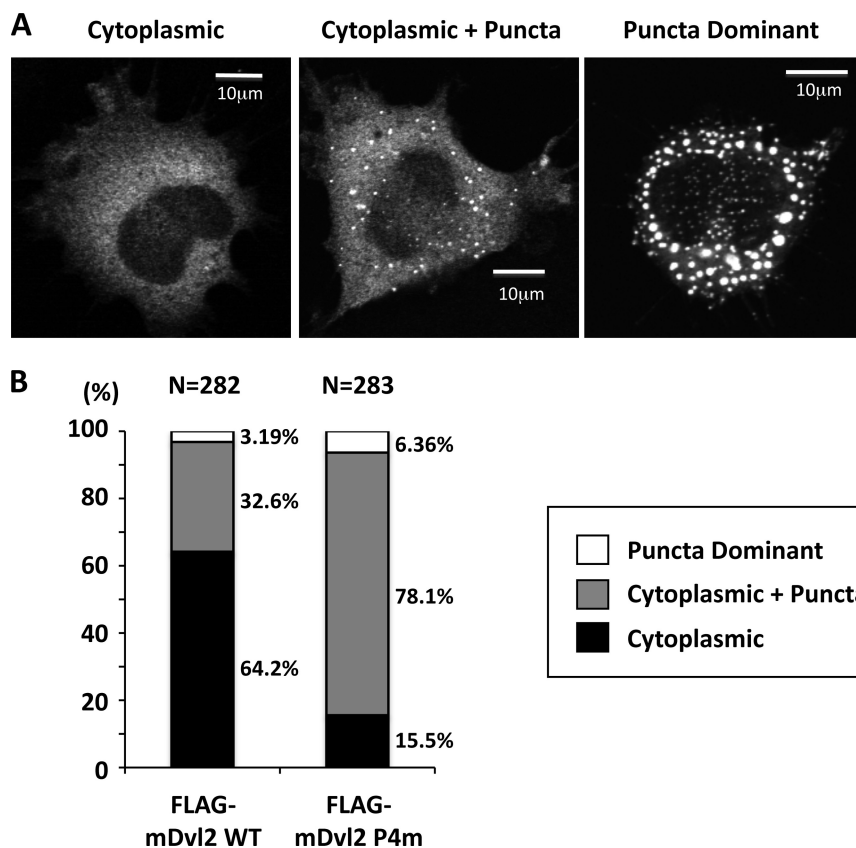 A
Cytoplasmic
Cytoplasmic + Puncta
Puncta Dominant
10μm
10μm
10μm
B
(%)
N=282
N=283
100
80
60
40
20
0
3.19%
32.6%
64.2%
6.36%
78.1%
15.5%
FLAG-
mDvl2 WT
FLAG-
mDvl2 P4m
Puncta Dominant
Cytoplasmic + Puncta
Cytoplasmic